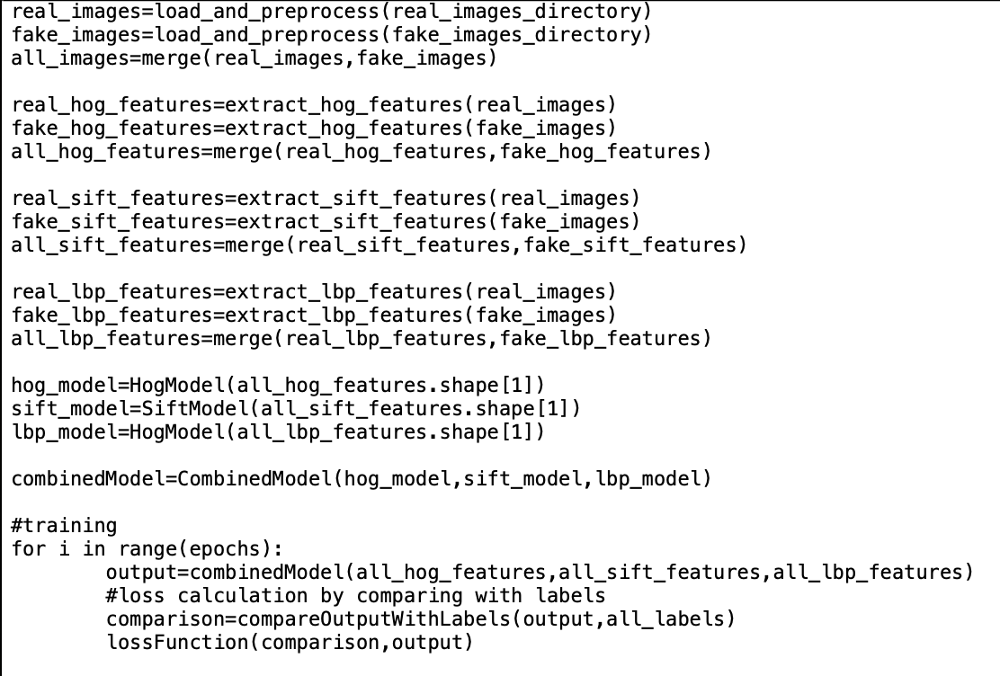 real_images=load_and_preprocess(real_images_directory)
fake_images=load_and_preprocess(fake_images_directory)
all_images=merge(real_images,fake_images)

real_hog_features=extract_hog_features(real_images)
fake_hog_features=extract_hog_features(fake_images)
all_hog_features=merge(real_hog_features,fake_hog_features)

real_sift_features=extract_sift_features(real_images)
fake_sift_features=extract_sift_features(fake_images)
all_sift_features=merge(real_sift_features,fake_sift_features)

real_lbp_features=extract_lbp_features(real_images)
fake_lbp_features=extract_lbp_features(fake_images)
all_lbp_features=merge(real_lbp_features,fake_lbp_features)

hog_model=HogModel(all_hog_features.shape[1])
sift_model=SiftModel(all_sift_features.shape[1])
lbp_model=HogModel(all_lbp_features.shape[1])

combinedModel=CombinedModel(hog_model,sift_model,lbp_model)

#training
for i in range(epochs):
        output=combinedModel(all_hog_features,all_sift_features,all_lbp_features)
        #loss calculation by comparing with labels
        comparison=compareOutputWithLabels(output,all_labels)
        lossFunction(comparison,output)